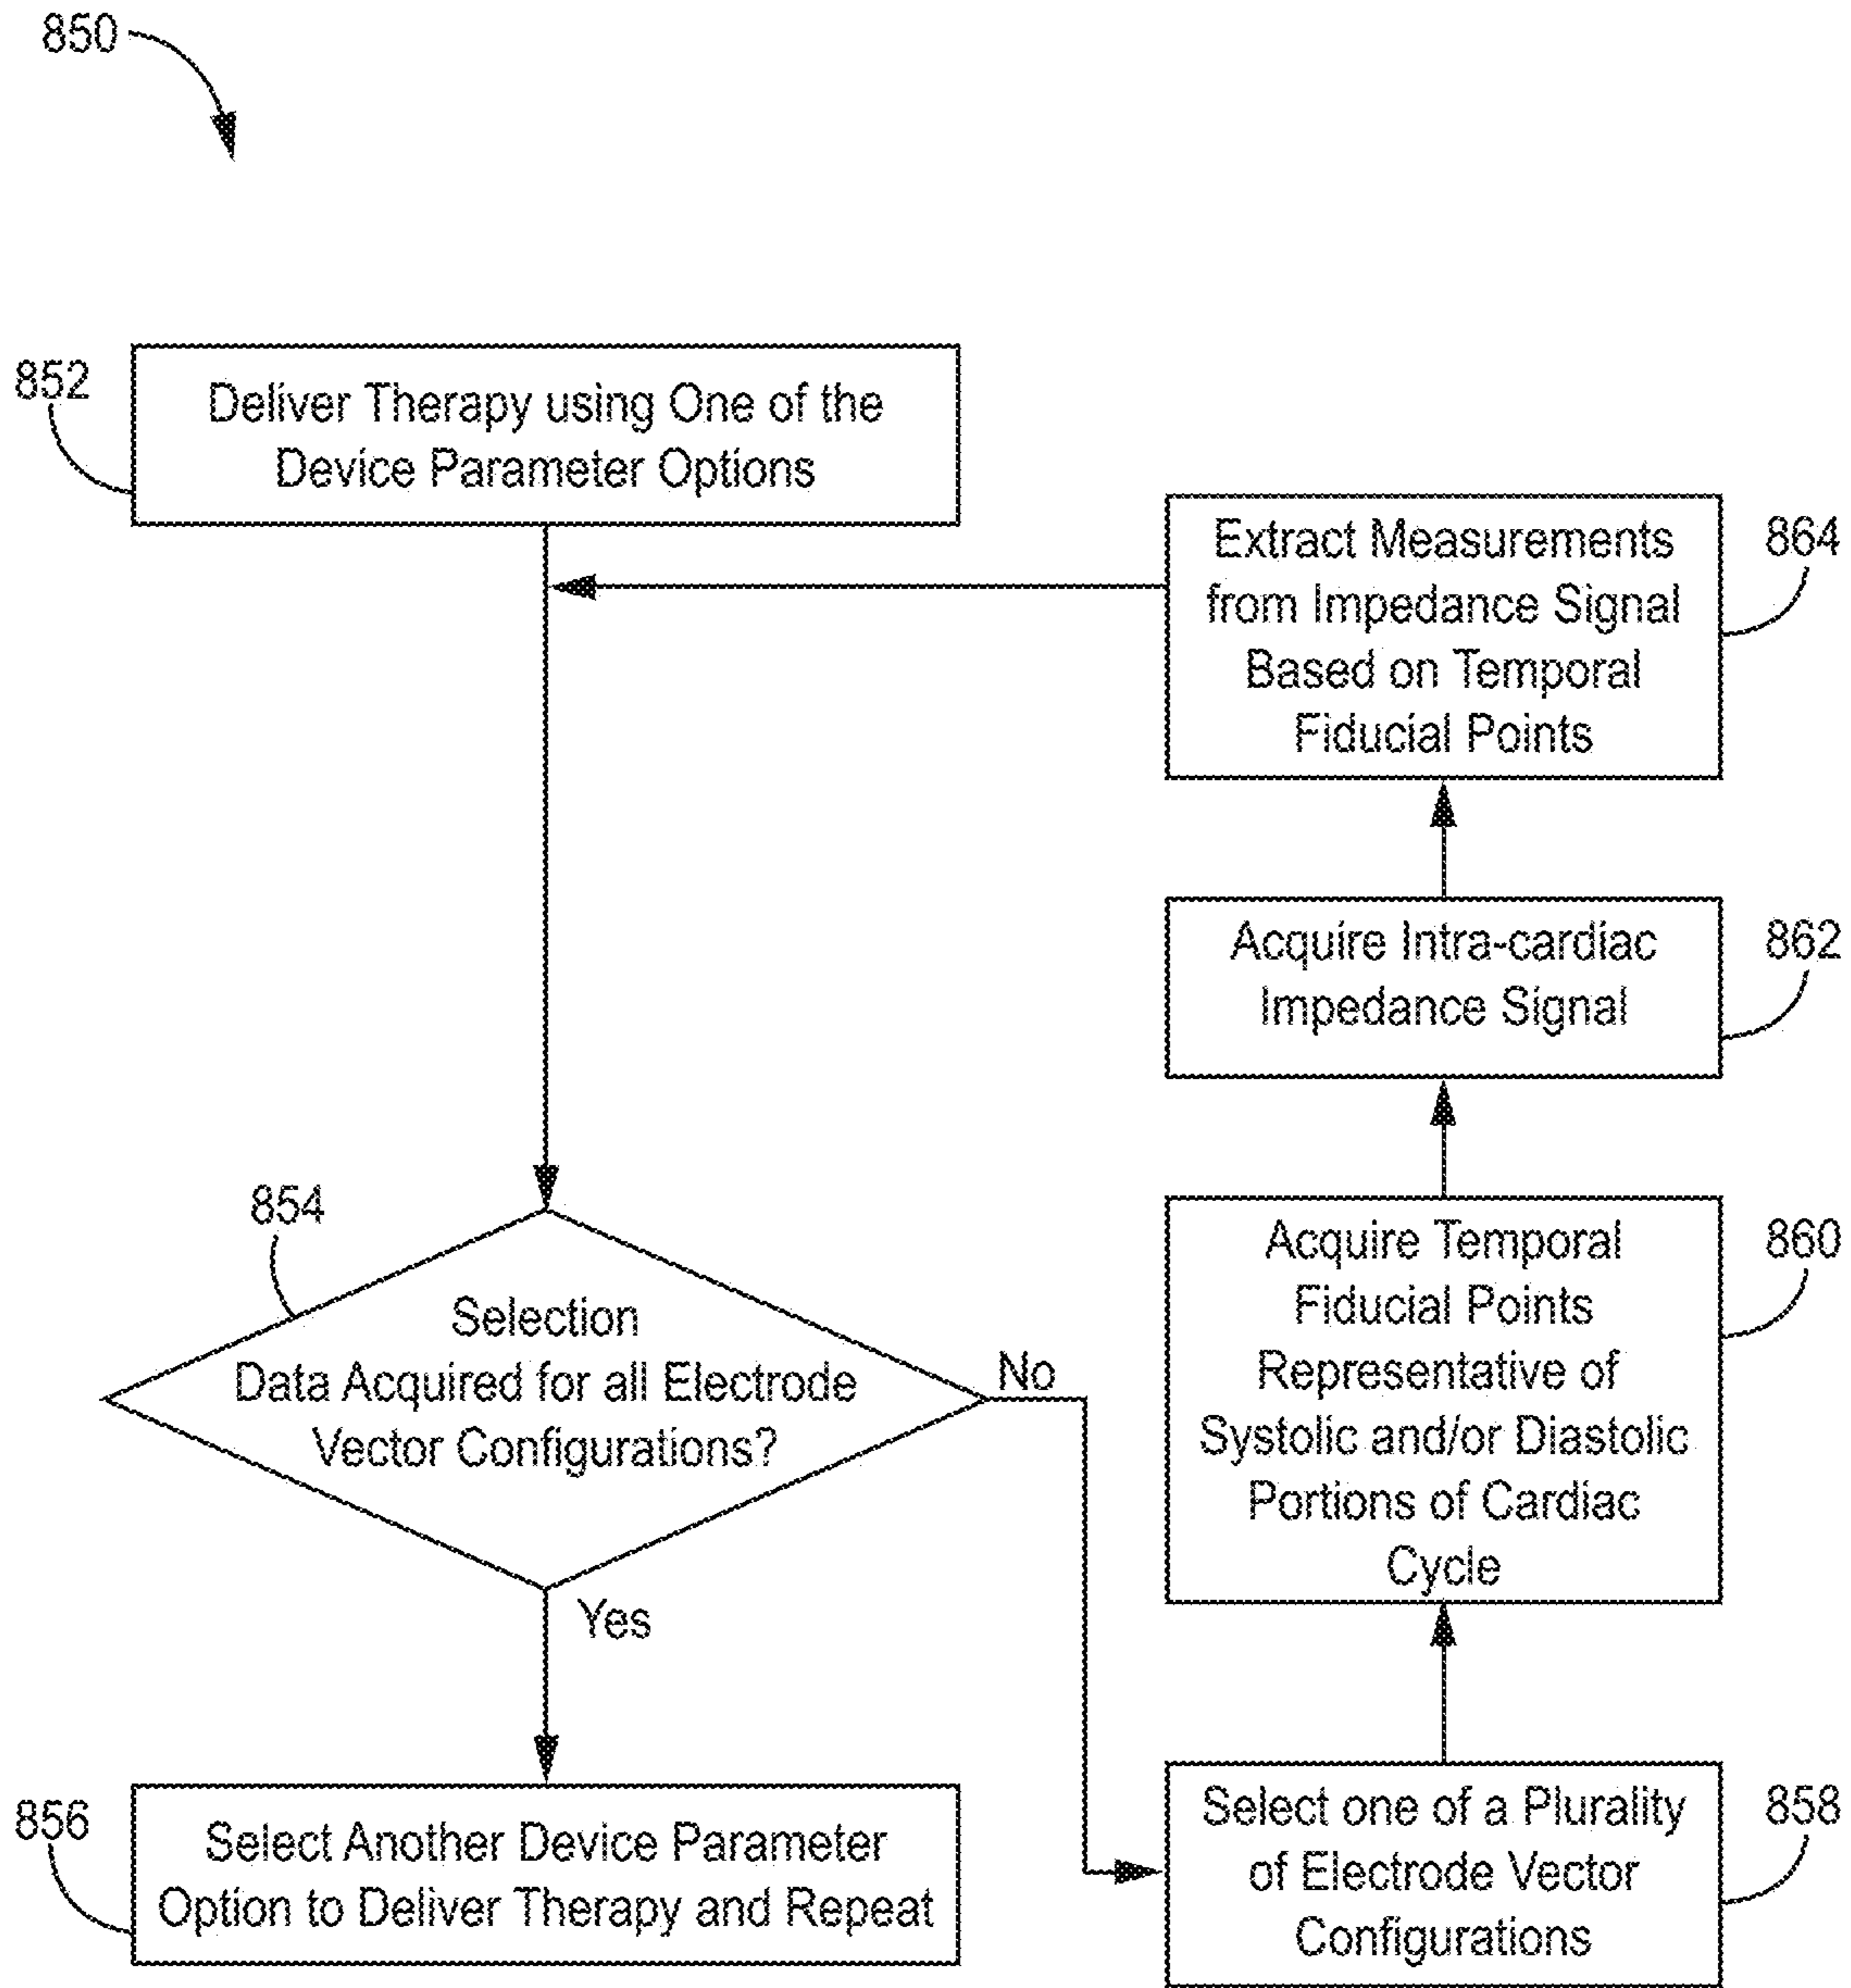 850
852
Deliver Therapy using One of the
Device Parameter Options
Extract Measurements
from Impedance Signal
Based on Temporal
Fiducial Points
864
Acquire Intra-cardiac
Impedance Signal
862
854
Selection
Data Acquired for all Electrode
Vector Configurations?
No
Yes
Acquire Temporal
Fiducial Points
Representative of
Systolic and/or Diastolic
Portions of Cardiac
Cycle
860
856
Select Another Device Parameter
Option to Deliver Therapy and Repeat
Select one of a Plurality
of Electrode Vector
Configurations
858